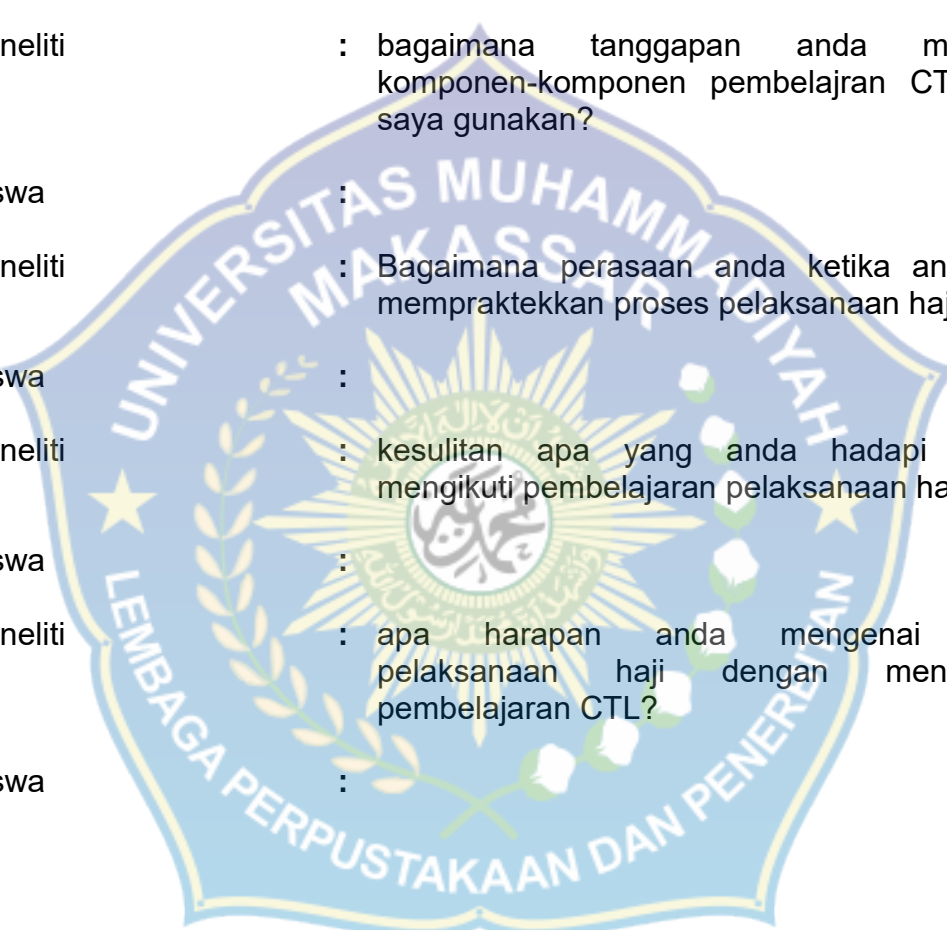 neliti : bagaimana tanggapan anda m
komponen-komponen pembelajran CT
saya gunakan?
swa :
neliti : Bagaimana perasaan anda ketika an
mempraktekkan proses pelaksanaan haj
swa :
neliti : kesulitan apa yang anda hadapi
mengikuti pembelajaran pelaksanaan ha
swa :
neliti : apa harapan anda mengenai
pelaksanaan haji dengan men
pembelajaran CTL?
swa :
UNIVERSITAS MUHAMMADIYAH
MAKASSAR
LEMBAGA PERPUSTAKAAN DAN PENERBITAN